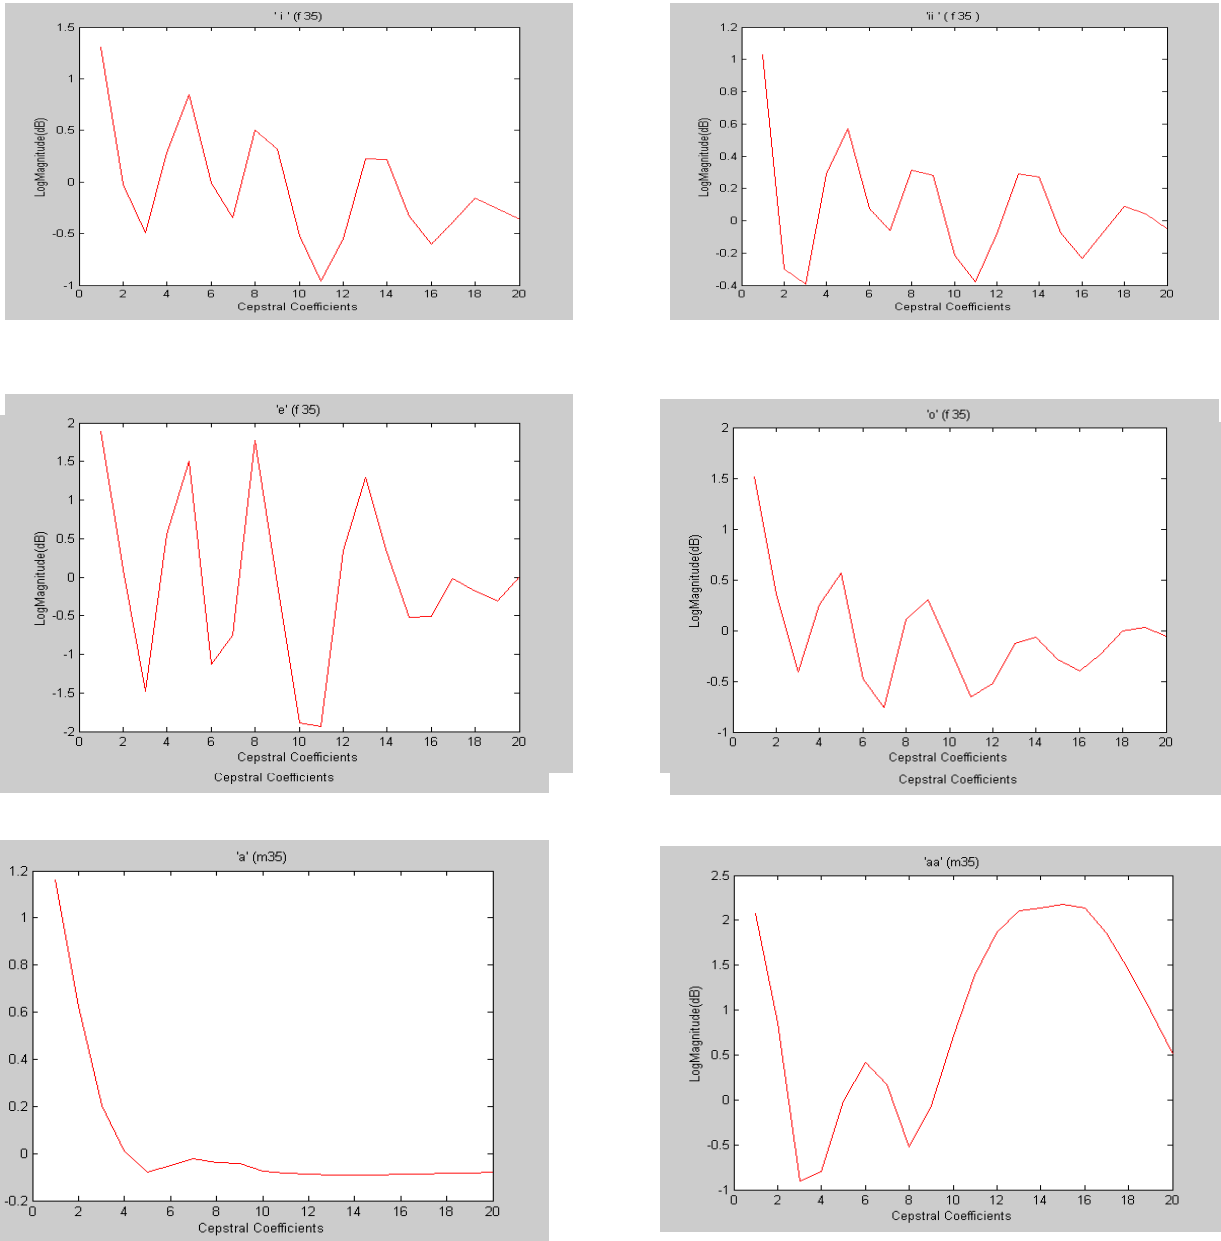 ' i ' (f 35)
1.5
1
0.5
0
-0.5
-1
LogMagnitude(dB)
0 2 4 6 8 10 12 14 16 18 20
Cepstral Coefficients
'ii ' ( f 35 )
1.2
1
0.8
0.6
0.4
0.2
0
-0.2
-0.4
LogMagnitude(dB)
0 2 4 6 8 10 12 14 16 18 20
Cepstral Coefficients
'e' (f 35)
2
1.5
1
0.5
0
-0.5
-1
-1.5
-2
LogMagnitude(dB)
0 2 4 6 8 10 12 14 16 18 20
Cepstral Coefficients
Cepstral Coefficients
'o' (f 35)
2
1.5
1
0.5
0
-0.5
-1
LogMagnitude(dB)
0 2 4 6 8 10 12 14 16 18 20
Cepstral Coefficients
Cepstral Coefficients
'a' (m35)
1.2
1
0.8
0.6
0.4
0.2
0
-0.2
0 2 4 6 8 10 12 14 16 18 20
Cepstral Coefficients
'aa' (m35)
2.5
2
1.5
1
0.5
0
-0.5
-1
LogMagnitude(dB)
0 2 4 6 8 10 12 14 16 18 20
Cepstral Coefficients